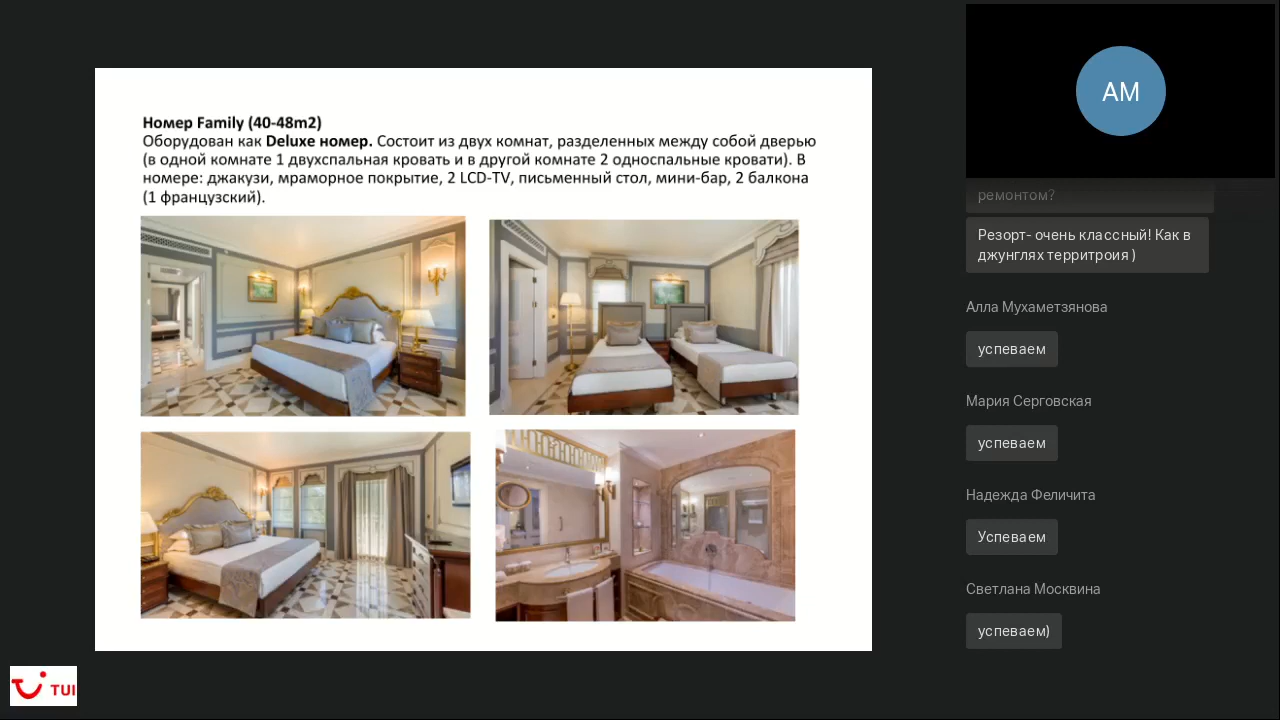 Номер Family (40-48m2)
Оборудован как Deluxe номер. Состоит из двух комнат, разделенных между собой дверью
(в одной комнате 1 двухспальная кровать и в другой комнате 2 односпальные кровати). В
номере: джакузи, мраморное покрытие, 2 LCD-TV, письменный стол, мини-бар, 2 балкона
(1 французский).
TUI
AM
ремонтом?
Резорт- очень классный! Как в
джунглях территроия )
Алла Мухаметзянова
успеваем
Мария Серговская
успеваем
Надежда Феличита
Успеваем
Светлана Москвина
успеваем)